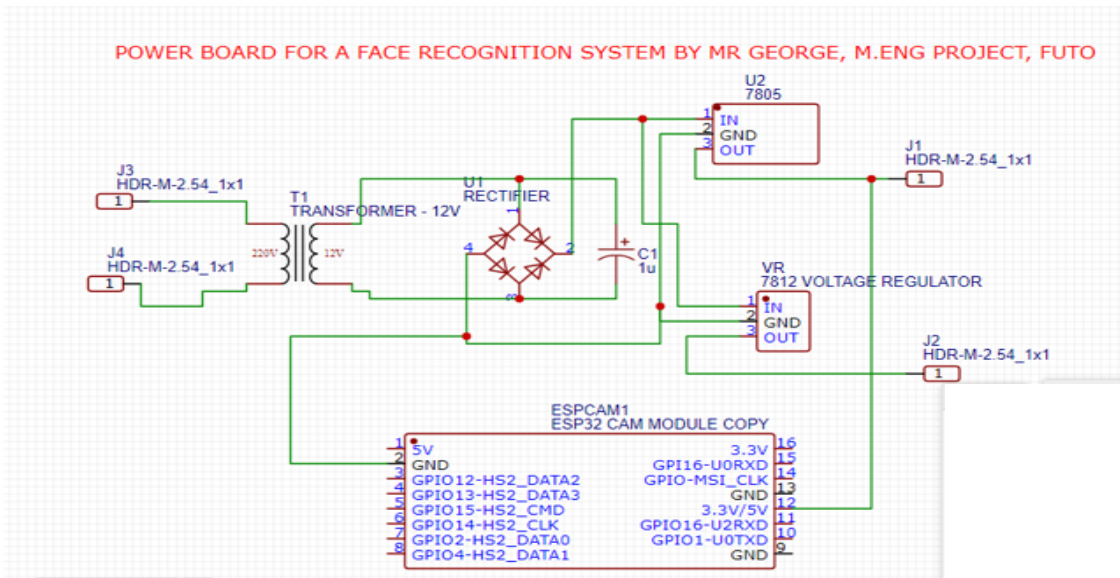 POWER BOARD FOR A FACE RECOGNITION SYSTEM BY MR GEORGE, M.ENG PROJECT, FUTO
U2
7805
1 IN
2 GND
3 OUT
J1
HDR-M-2.54_1x1
1
J3
HDR-M-2.54_1x1
1
T1
TRANSFORMER - 12V
220V
12V
U1
RECTIFIER
1
4
2
3
C1
1u
+
J4
HDR-M-2.54_1x1
1
VR
7812 VOLTAGE REGULATOR
1 IN
2 GND
3 OUT
J2
HDR-M-2.54_1x1
1
ESPCAM1
ESP32 CAM MODULE COPY
1 5V
2 GND
3 GPIO12-HS2_DATA2
4 GPIO13-HS2_DATA3
5 GPIO15-HS2_CMD
6 GPIO14-HS2_CLK
7 GPIO2-HS2_DATA0
8 GPIO4-HS2_DATA1
3.3V 16
GPI16-U0RXD 15
GPIO-MSI_CLK 14
GND 13
3.3V/5V 12
GPIO16-U2RXD 11
GPIO1-U0TXD 10
GND 9